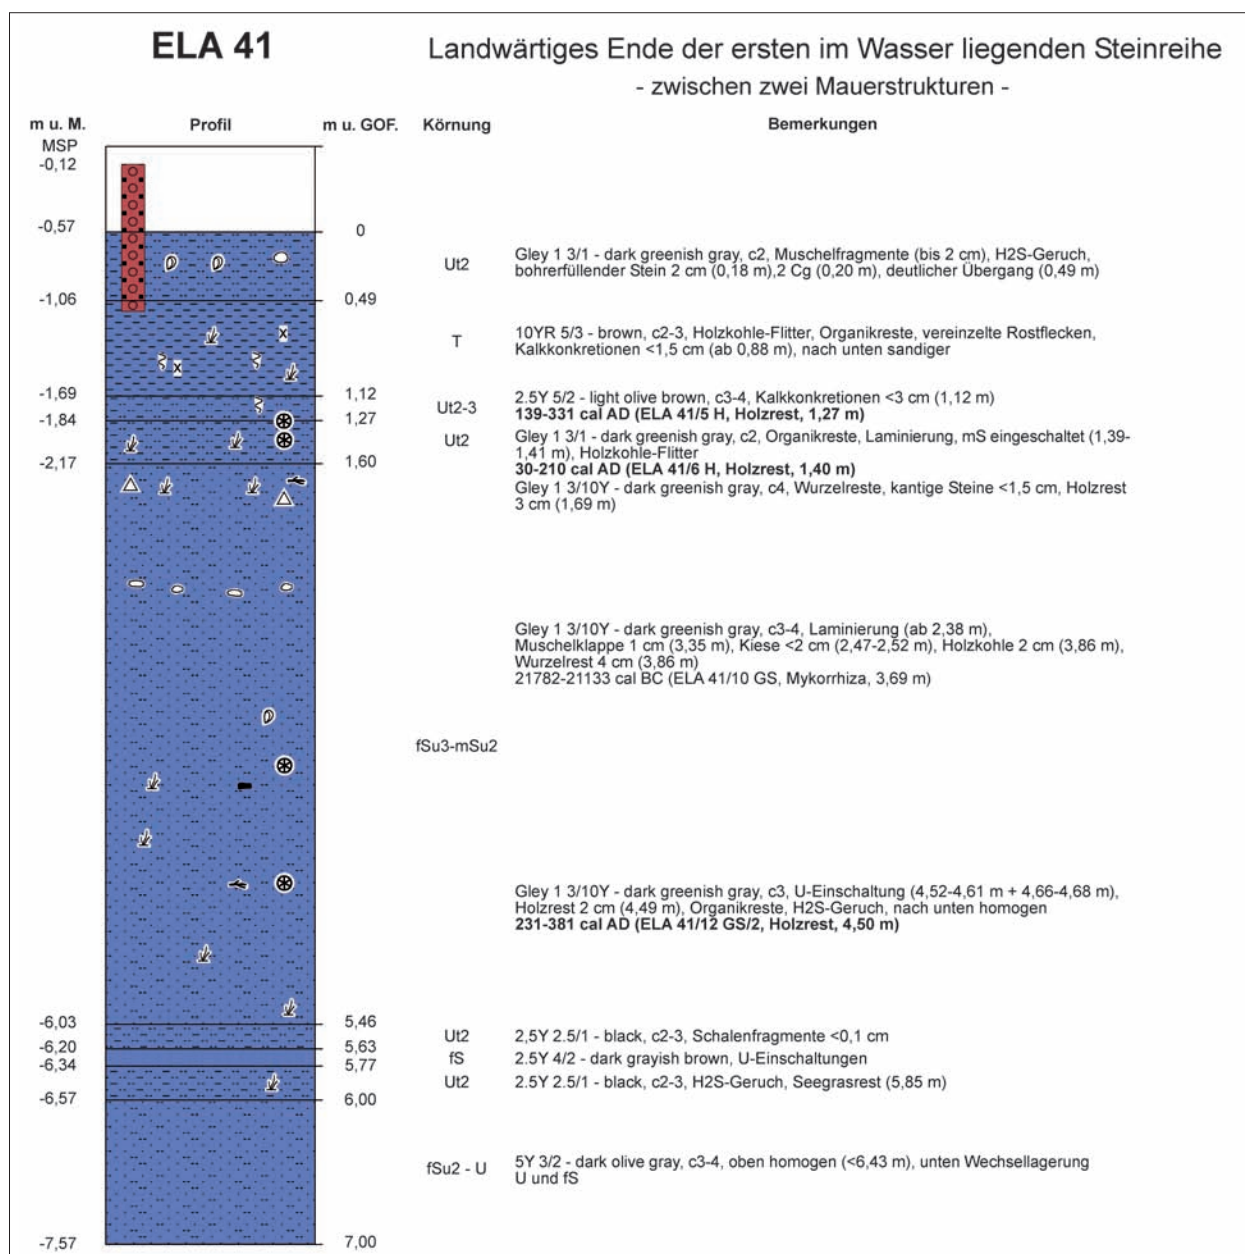 ELA 41
Landwärtiges Ende der ersten im Wasser liegenden Steinreihe
- zwischen zwei Mauerstrukturen -
m u. M. Profil m u. GOF. Körnung Bemerkungen
MSP
-0,12
-0,57 0
Ut2 Gley 1 3/1 - dark greenish gray, c2, Muschelfragmente (bis 2 cm), H2S-Geruch,
bohrerfüllender Stein 2 cm (0,18 m),2 Cg (0,20 m), deutlicher Übergang (0,49 m)
-1,06 0,49
T 10YR 5/3 - brown, c2-3, Holzkohle-Flitter, Organikreste, vereinzelte Rostflecken,
Kalkkonkretionen <1,5 cm (ab 0,88 m), nach unten sandiger
x
x
-1,69 1,12
Ut2-3 2.5Y 5/2 - light olive brown, c3-4, Kalkkonkretionen <3 cm (1,12 m)
139-331 cal AD (ELA 41/5 H, Holzrest, 1,27 m)
-1,84 1,27
Ut2 Gley 1 3/1 - dark greenish gray, c2, Organikreste, Laminierung, mS eingeschaltet (1,39-
1,41 m), Holzkohle-Flitter
30-210 cal AD (ELA 41/6 H, Holzrest, 1,40 m)
-2,17 1,60
Gley 1 3/10Y - dark greenish gray, c4, Wurzelreste, kantige Steine <1,5 cm, Holzrest
3 cm (1,69 m)
Gley 1 3/10Y - dark greenish gray, c3-4, Laminierung (ab 2,38 m),
Muschelklappe 1 cm (3,35 m), Kiese <2 cm (2,47-2,52 m), Holzkohle 2 cm (3,86 m),
Wurzelrest 4 cm (3,86 m)
21782-21133 cal BC (ELA 41/10 GS, Mykorrhiza, 3,69 m)
fSu3-mSu2
Gley 1 3/10Y - dark greenish gray, c3, U-Einschaltung (4,52-4,61 m + 4,66-4,68 m),
Holzrest 2 cm (4,49 m), Organikreste, H2S-Geruch, nach unten homogen
231-381 cal AD (ELA 41/12 GS/2, Holzrest, 4,50 m)
-6,03 5,46
Ut2 2,5Y 2.5/1 - black, c2-3, Schalenfragmente <0,1 cm
-6,20 5,63
fS 2.5Y 4/2 - dark grayish brown, U-Einschaltungen
-6,34 5,77
Ut2 2.5Y 2.5/1 - black, c2-3, H2S-Geruch, Seegrasrest (5,85 m)
-6,57 6,00
fSu2 - U 5Y 3/2 - dark olive gray, c3-4, oben homogen (<6,43 m), unten Wechsellagerung
U und fS
-7,57 7,00